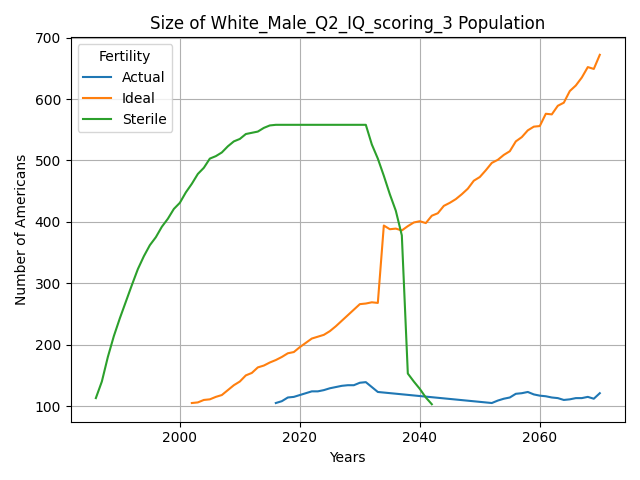 Size of White_Male_Q2_IQ_scoring_3 Population
Fertility
Actual
Ideal
Sterile
Number of Americans
700
600
500
400
300
200
100
2000
2020
2040
2060
Years